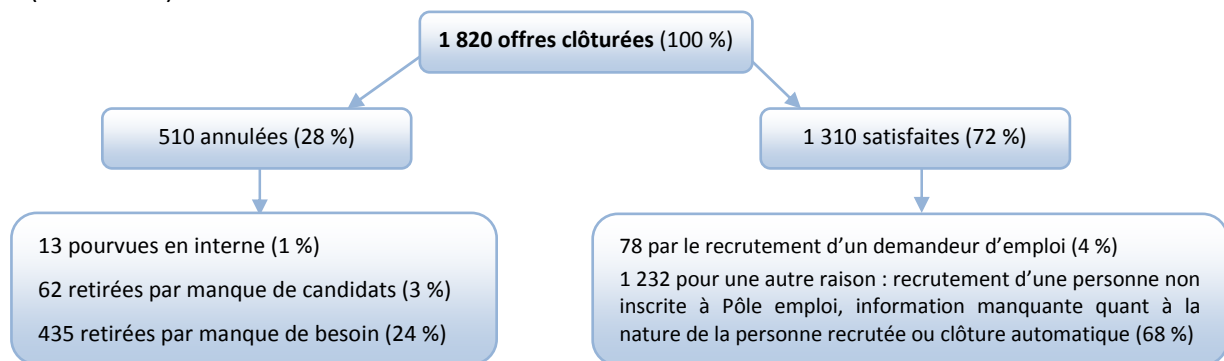 1 820 offres clôturées (100 %)
510 annulées (28 %)
1 310 satisfaites (72 %)
13 pourvues en interne (1 %)
62 retirées par manque de candidats (3 %)
435 retirées par manque de besoin (24 %)
78 par le recrutement d’un demandeur d’emploi (4 %)
1 232 pour une autre raison : recrutement d’une personne non
inscrite à Pôle emploi, information manquante quant à la
nature de la personne recrutée ou clôture automatique (68 %)